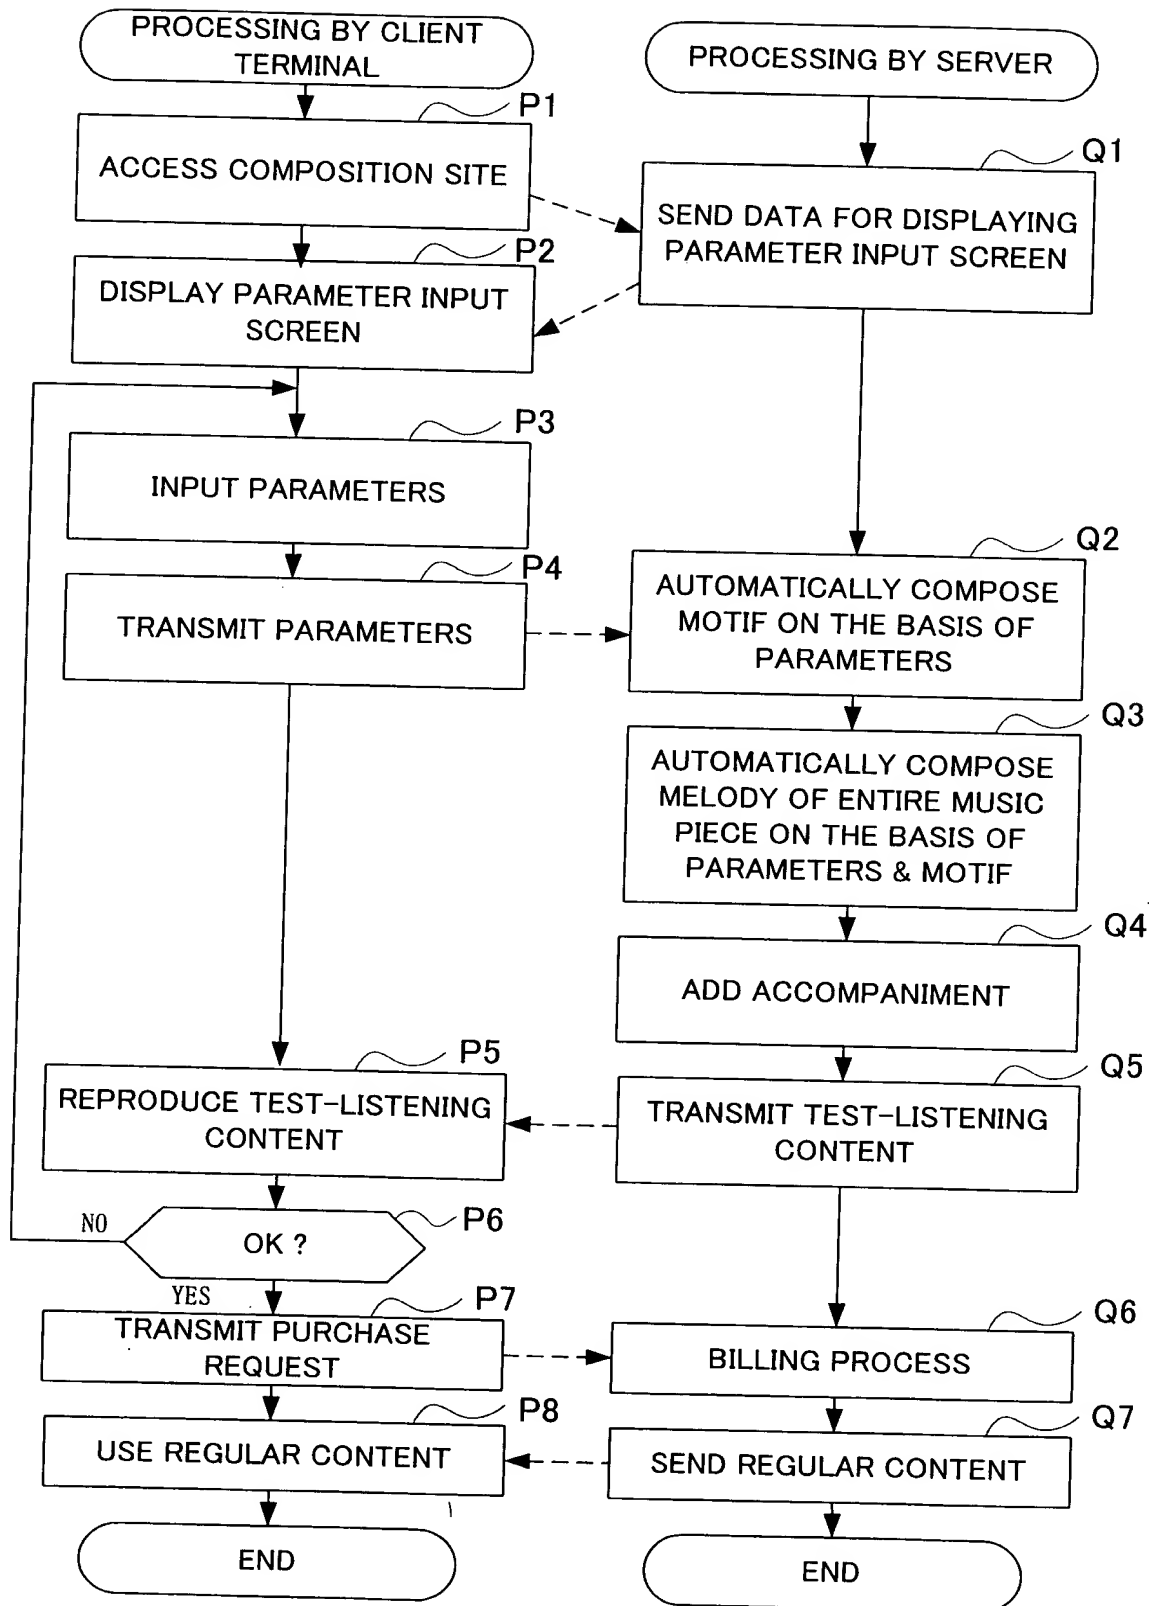 PROCESSING BY CLIENT
TERMINAL
P1
ACCESS COMPOSITION SITE
P2
DISPLAY PARAMETER INPUT
SCREEN
P3
INPUT PARAMETERS
P4
TRANSMIT PARAMETERS
P5
REPRODUCE TEST-LISTENING
CONTENT
P6
OK ?
NO
YES
P7
TRANSMIT PURCHASE
REQUEST
P8
USE REGULAR CONTENT
END
PROCESSING BY SERVER
Q1
SEND DATA FOR DISPLAYING
PARAMETER INPUT SCREEN
Q2
AUTOMATICALLY COMPOSE
MOTIF ON THE BASIS OF
PARAMETERS
Q3
AUTOMATICALLY COMPOSE
MELODY OF ENTIRE MUSIC
PIECE ON THE BASIS OF
PARAMETERS & MOTIF
Q4
ADD ACCOMPANIMENT
Q5
TRANSMIT TEST-LISTENING
CONTENT
Q6
BILLING PROCESS
Q7
SEND REGULAR CONTENT
END